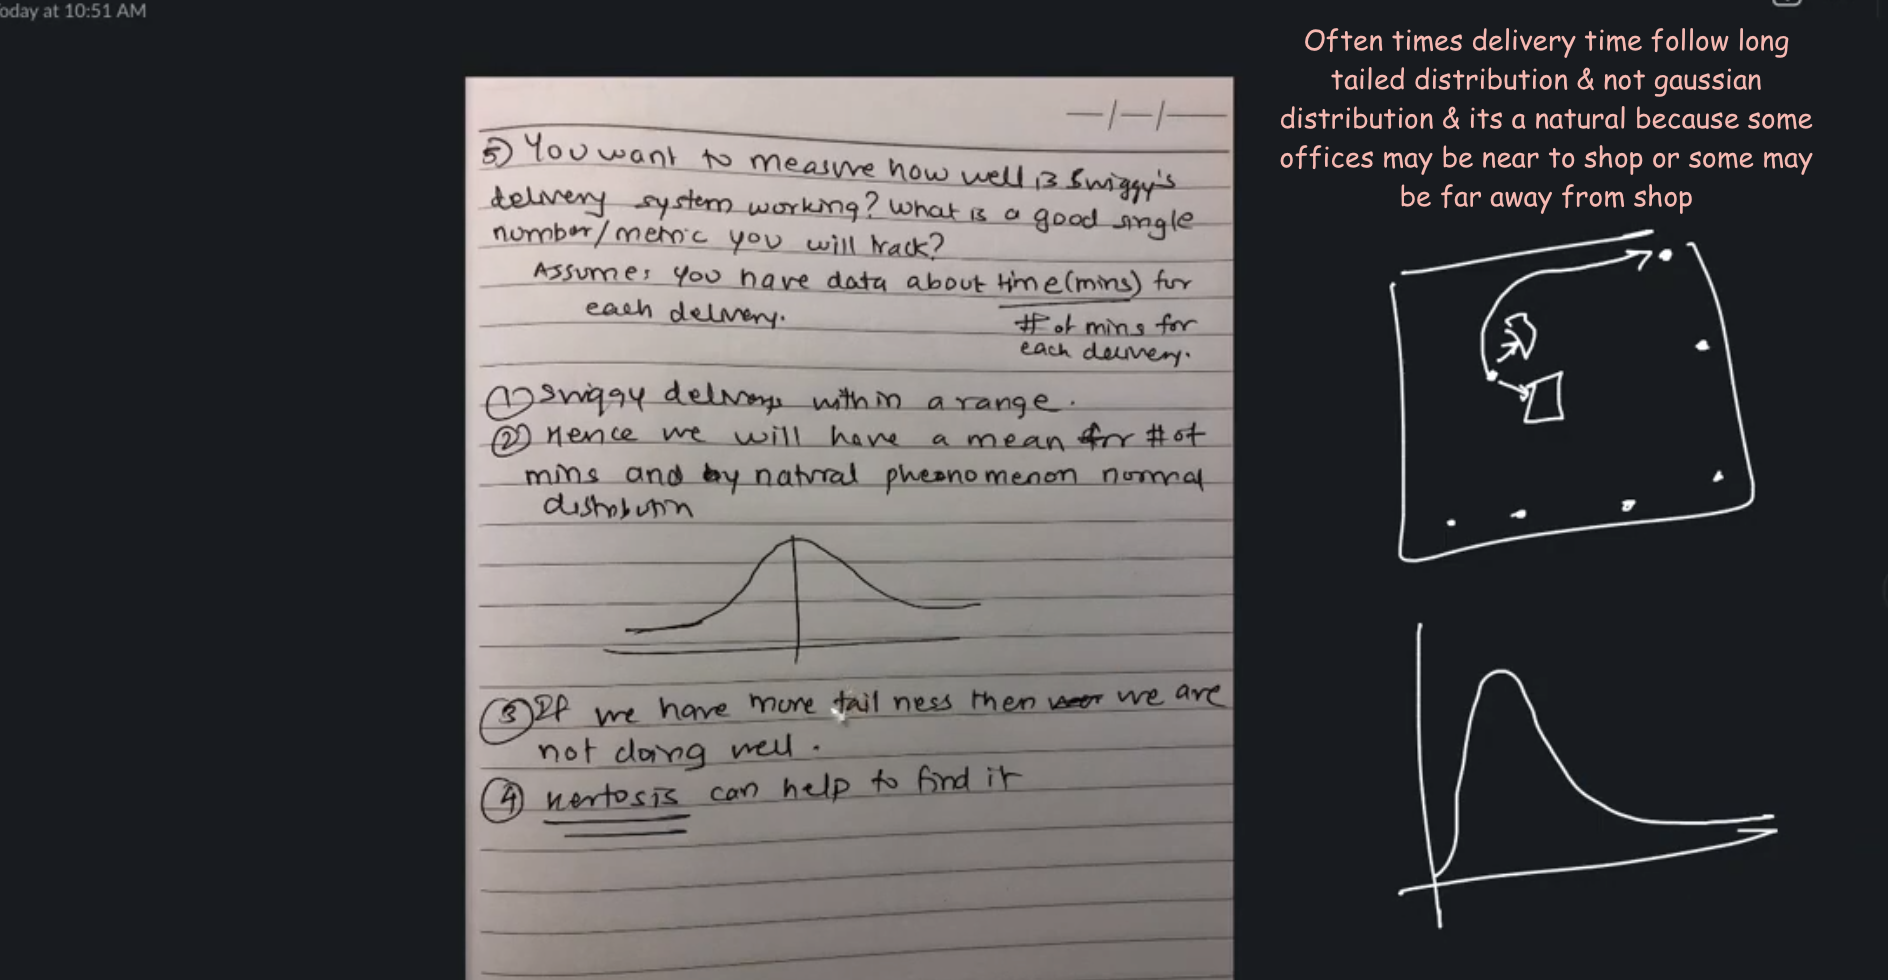 oday at 10:51 AM
Often times delivery time follow long
tailed distribution & not gaussian
distribution & its a natural because some
offices may be near to shop or some may
be far away from shop
—/—/—
5) You want to measure how well is Swiggy's
delivery system working? What is a good single
number/metric you will track?
Assume: you have data about time(mins) for
each delivery.
# of mins for
each delivery.
1) Swiggy delivery within a range.
2) Hence we will have a mean for # of
mins and by natural pheonomenon normal
distribution
3) If we have more tail ness then we are
not doing well.
4) Kertosis can help to find it